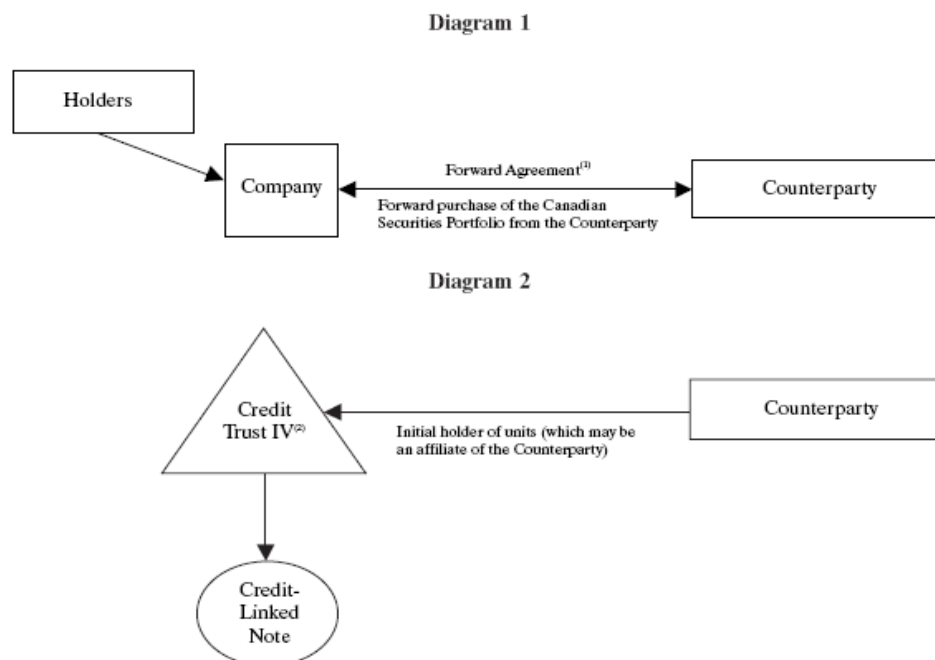 Diagram 1
Holders
Company
Forward Agreement(1)
Forward purchase of the Canadian
Securities Portfolio from the Counterparty
Counterparty
Diagram 2
Credit
Trust IV(2)
Initial holder of units (which may be
an affiliate of the Counterparty)
Counterparty
Credit-
Linked
Note